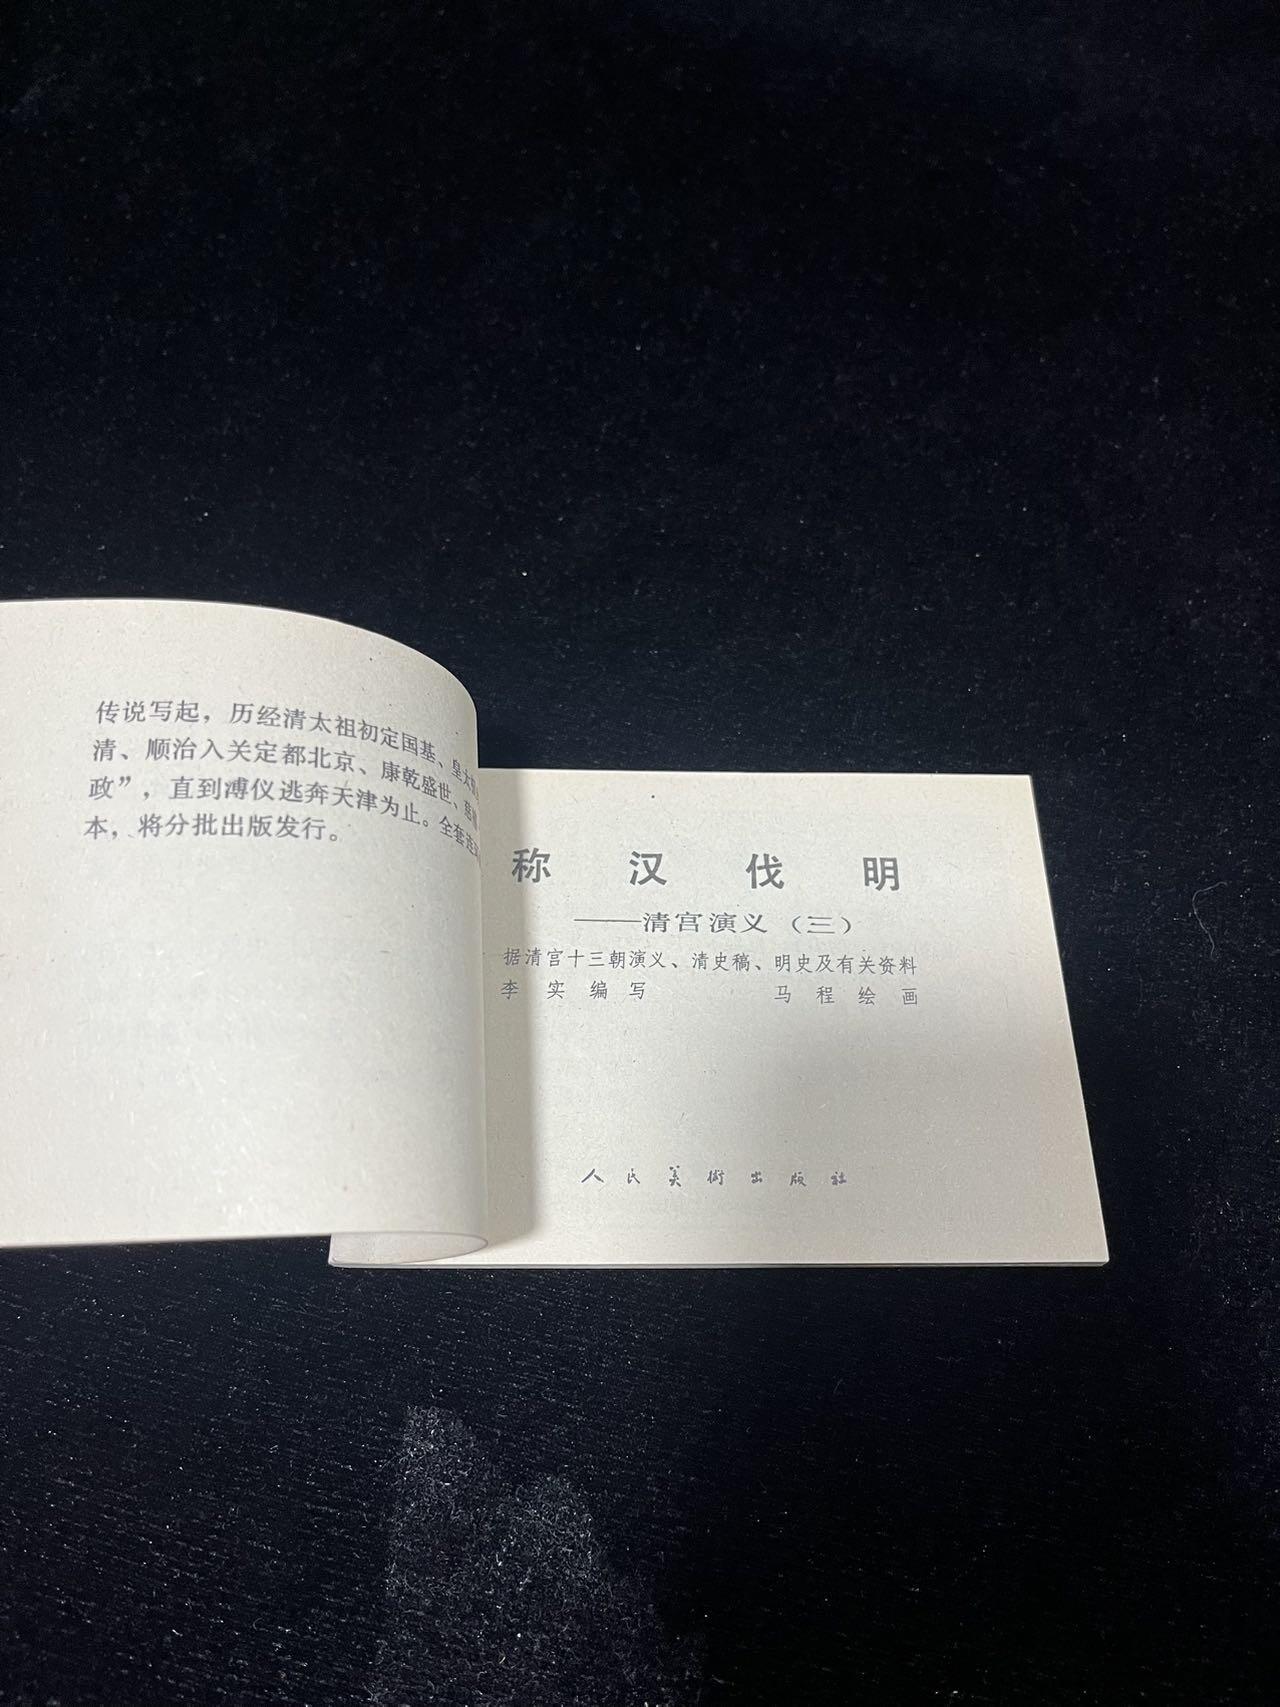 传说写起，历经清太祖初定国基、皇太
清、顺治入关定都北京、康乾盛世、慈
政”，直到溥仪逃奔天津为止。全套连
本，将分批出版发行。
称汉伐明
——清宫演义（三）
据清宫十三朝演义、清史稿、明史及有关资料
李实编写 马程绘画
人民美術出版社